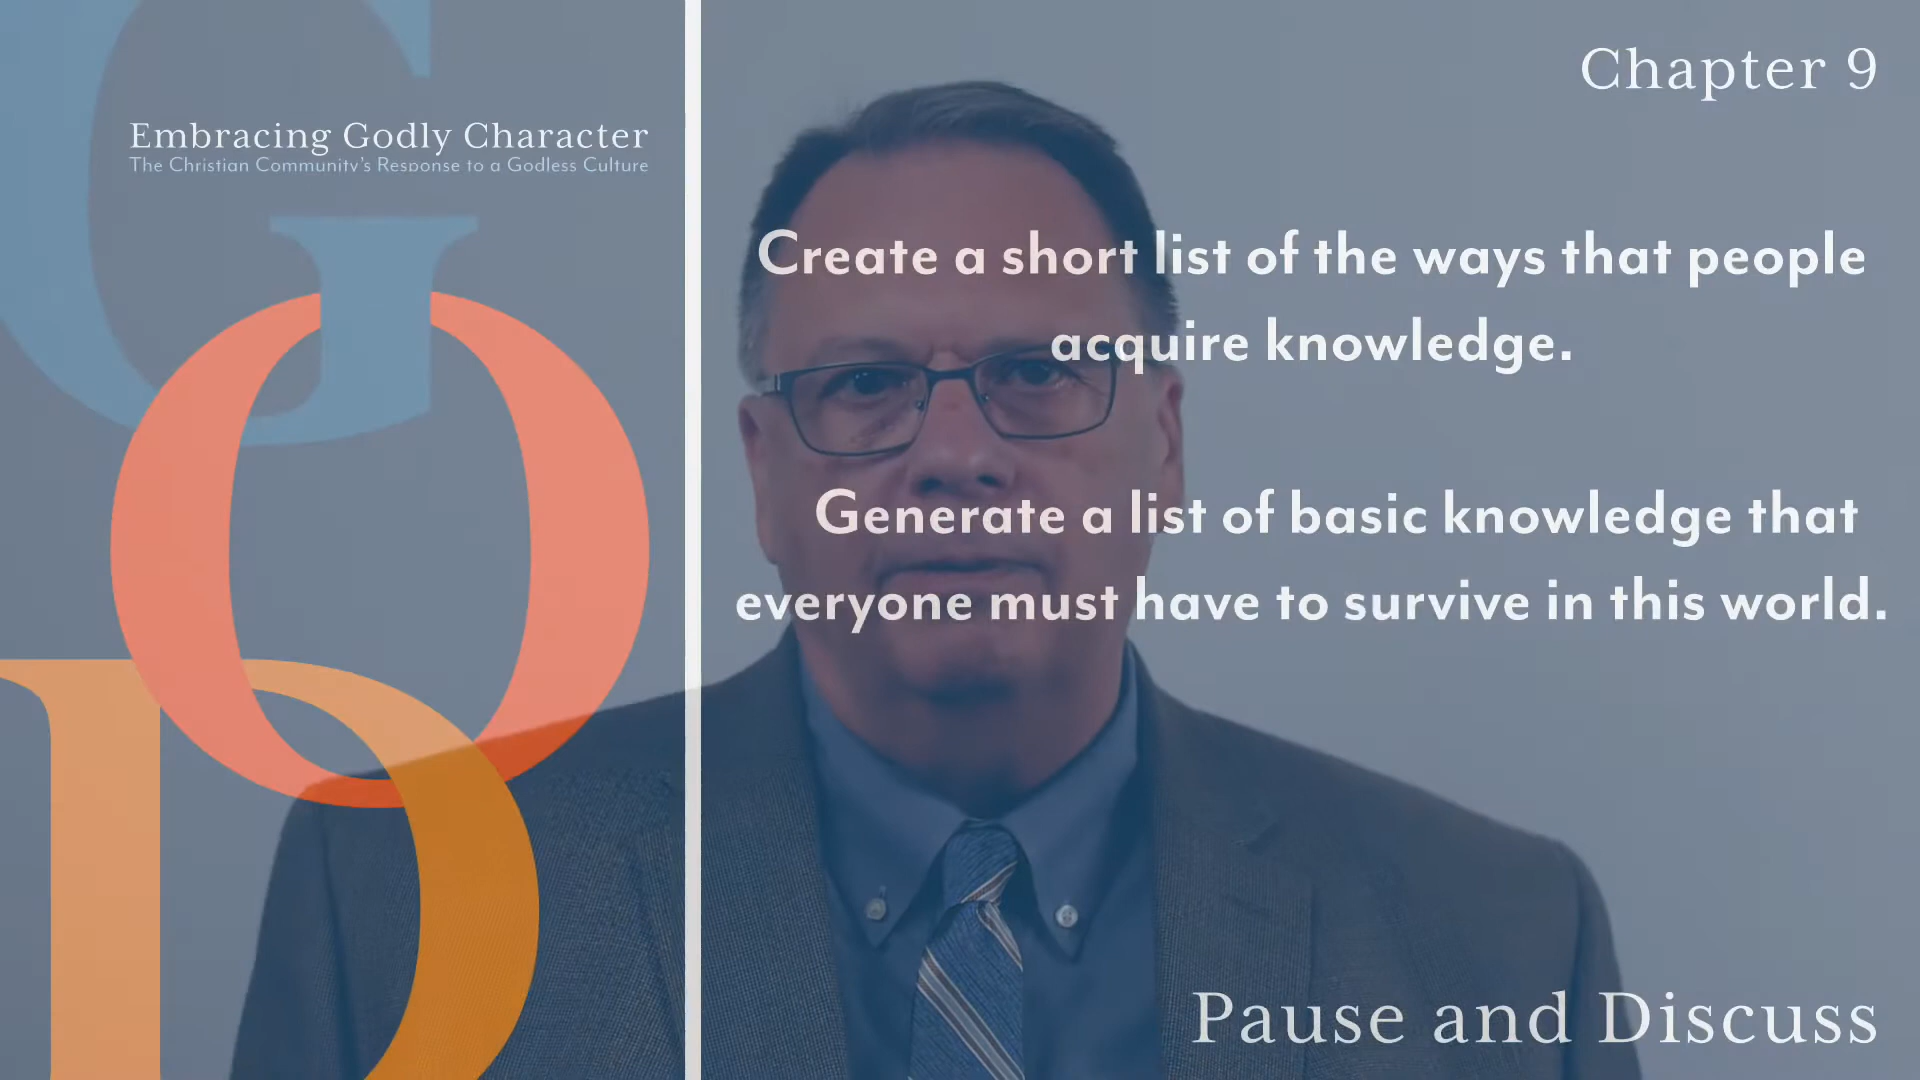 Embracing Godly Character
The Christian Community's Response to a Godless Culture
GOD
Chapter 9
Create a short list of the ways that people
acquire knowledge.
Generate a list of basic knowledge that
everyone must have to survive in this world.
Pause and Discuss